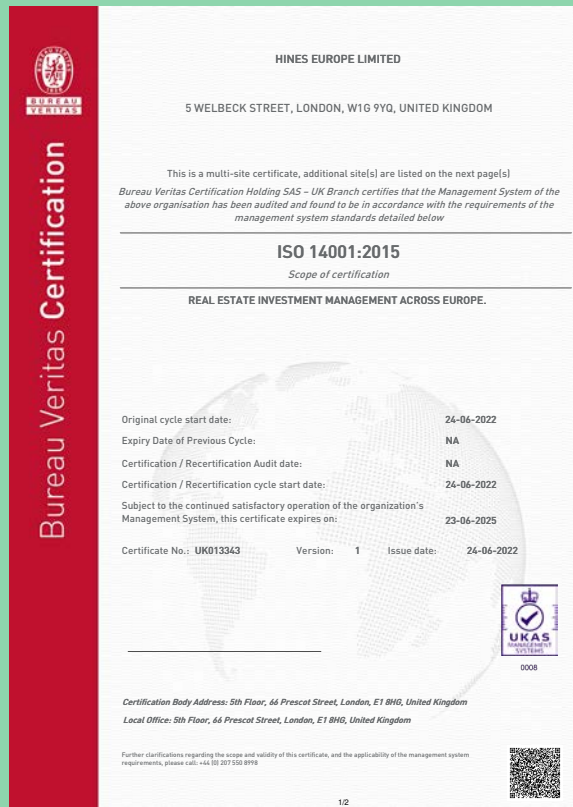 BUREAU
VERITAS
Bureau Veritas Certification
HINES EUROPE LIMITED
5 WELBECK STREET, LONDON, W1G 9YQ, UNITED KINGDOM
This is a multi-site certificate, additional site(s) are listed on the next page(s)
Bureau Veritas Certification Holding SAS – UK Branch certifies that the Management System of the
above organisation has been audited and found to be in accordance with the requirements of the
management system standards detailed below
ISO 14001:2015
Scope of certification
REAL ESTATE INVESTMENT MANAGEMENT ACROSS EUROPE.
Original cycle start date: 24-06-2022
Expiry Date of Previous Cycle: NA
Certification / Recertification Audit date: NA
Certification / Recertification cycle start date: 24-06-2022
Subject to the continued satisfactory operation of the organization's
Management System, this certificate expires on: 23-06-2025
Certificate No.: UK013343 Version: 1 Issue date: 24-06-2022
UKAS
MANAGEMENT
SYSTEMS
0008
Certification Body Address: 5th Floor, 66 Prescot Street, London, E1 8HG, United Kingdom
Local Office: 5th Floor, 66 Prescot Street, London, E1 8HG, United Kingdom
Further clarifications regarding the scope and validity of this certificate, and the applicability of the management system
requirements, please call: +44 (0) 207 550 8998
1/2